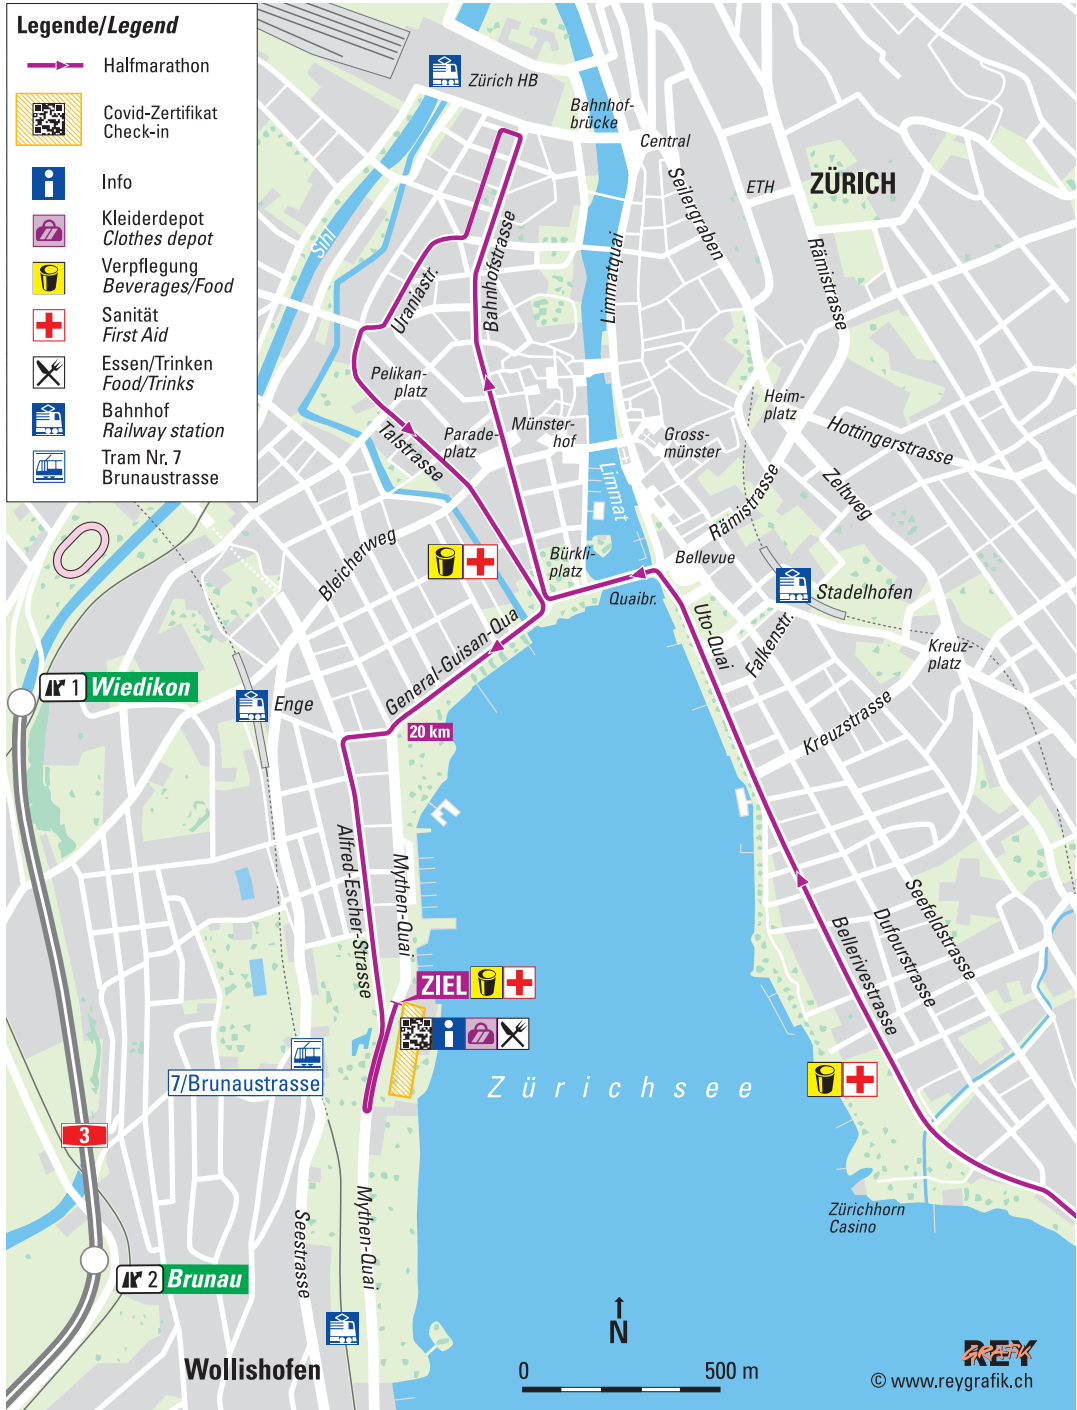 Legende/Legend
Halfmarathon
Covid-Zertifikat
Check-in
Info
Kleiderdepot
Clothes depot
Verpflegung
Beverages/Food
Sanität
First Aid
Essen/Trinken
Food/Trinks
Bahnhof
Railway station
Tram Nr. 7
Brunaustrasse
Zürich HB
Bahnhof-
brücke
Central
ETH
ZÜRICH
Sihl
Seilergraben
Rämistrasse
Limmatquai
Bahnhofstrasse
Uraniastr.
Pelikan-
platz
Talstrasse
Parade-
platz
Münster-
hof
Gross-
münster
Heim-
platz
Hottingerstrasse
Zeltweg
Rämistrasse
Limmat
Bleicherweg
Bürkli-
platz
Bellevue
Stadelhofen
Quaibr.
Uto-Quai
Falkenstr.
Kreuz-
platz
General-Guisan-Qua
1 Wiedikon
Enge
20 km
Kreuzstrasse
Alfred-Escher-Strasse
Mythen-Quai
Seefeldstrasse
Dufourstrasse
Bellerivestrasse
ZIEL
7/Brunaustrasse
Zürichsee
3
Zürichhorn
Casino
Seestrasse
Mythen-Quai
2 Brunau
Wollishofen
N
0 500 m
REY
GRAFIK
© www.reygrafik.ch